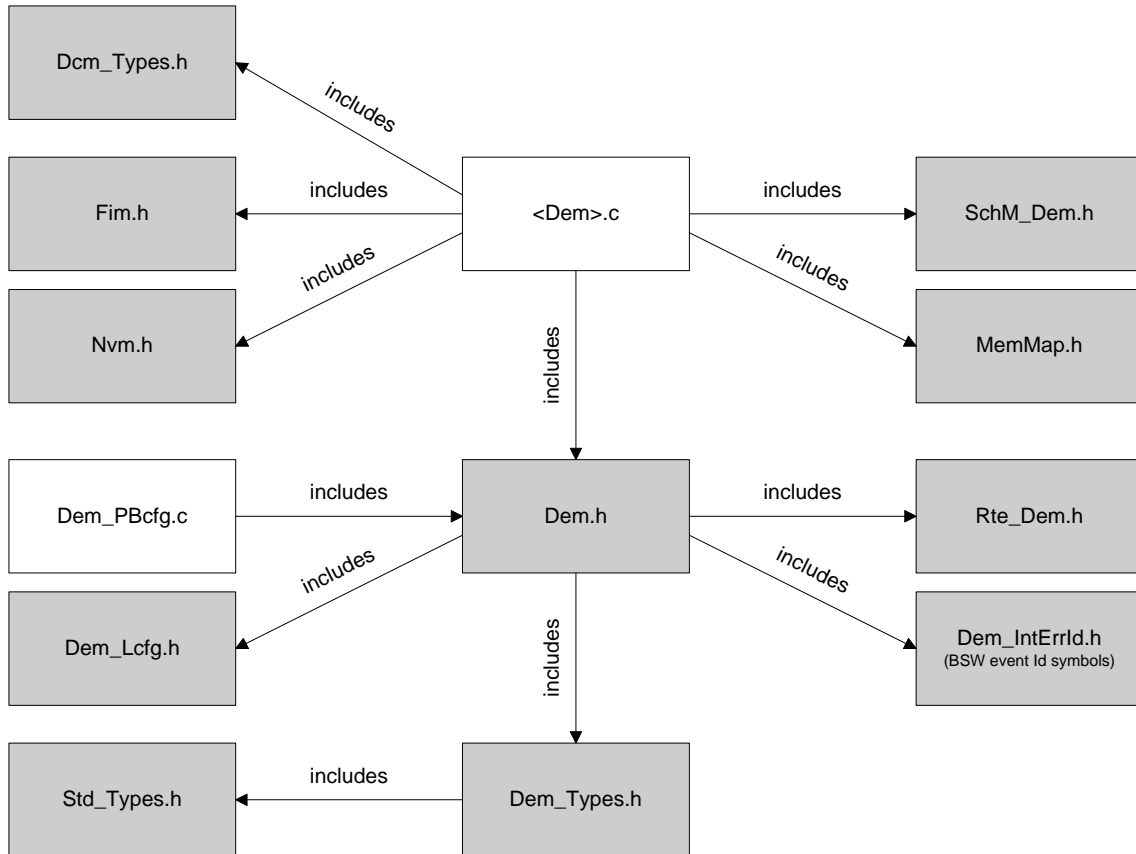 Dcm_Types.h
includes
Fim.h
includes
<Dem>.c
includes
SchM_Dem.h
includes
includes
Nvm.h
MemMap.h
includes
Dem_PBcfg.c
includes
Dem.h
includes
Rte_Dem.h
includes
includes
Dem_Lcfg.h
includes
Dem_IntErrId.h
(BSW event Id symbols)
Std_Types.h
includes
Dem_Types.h